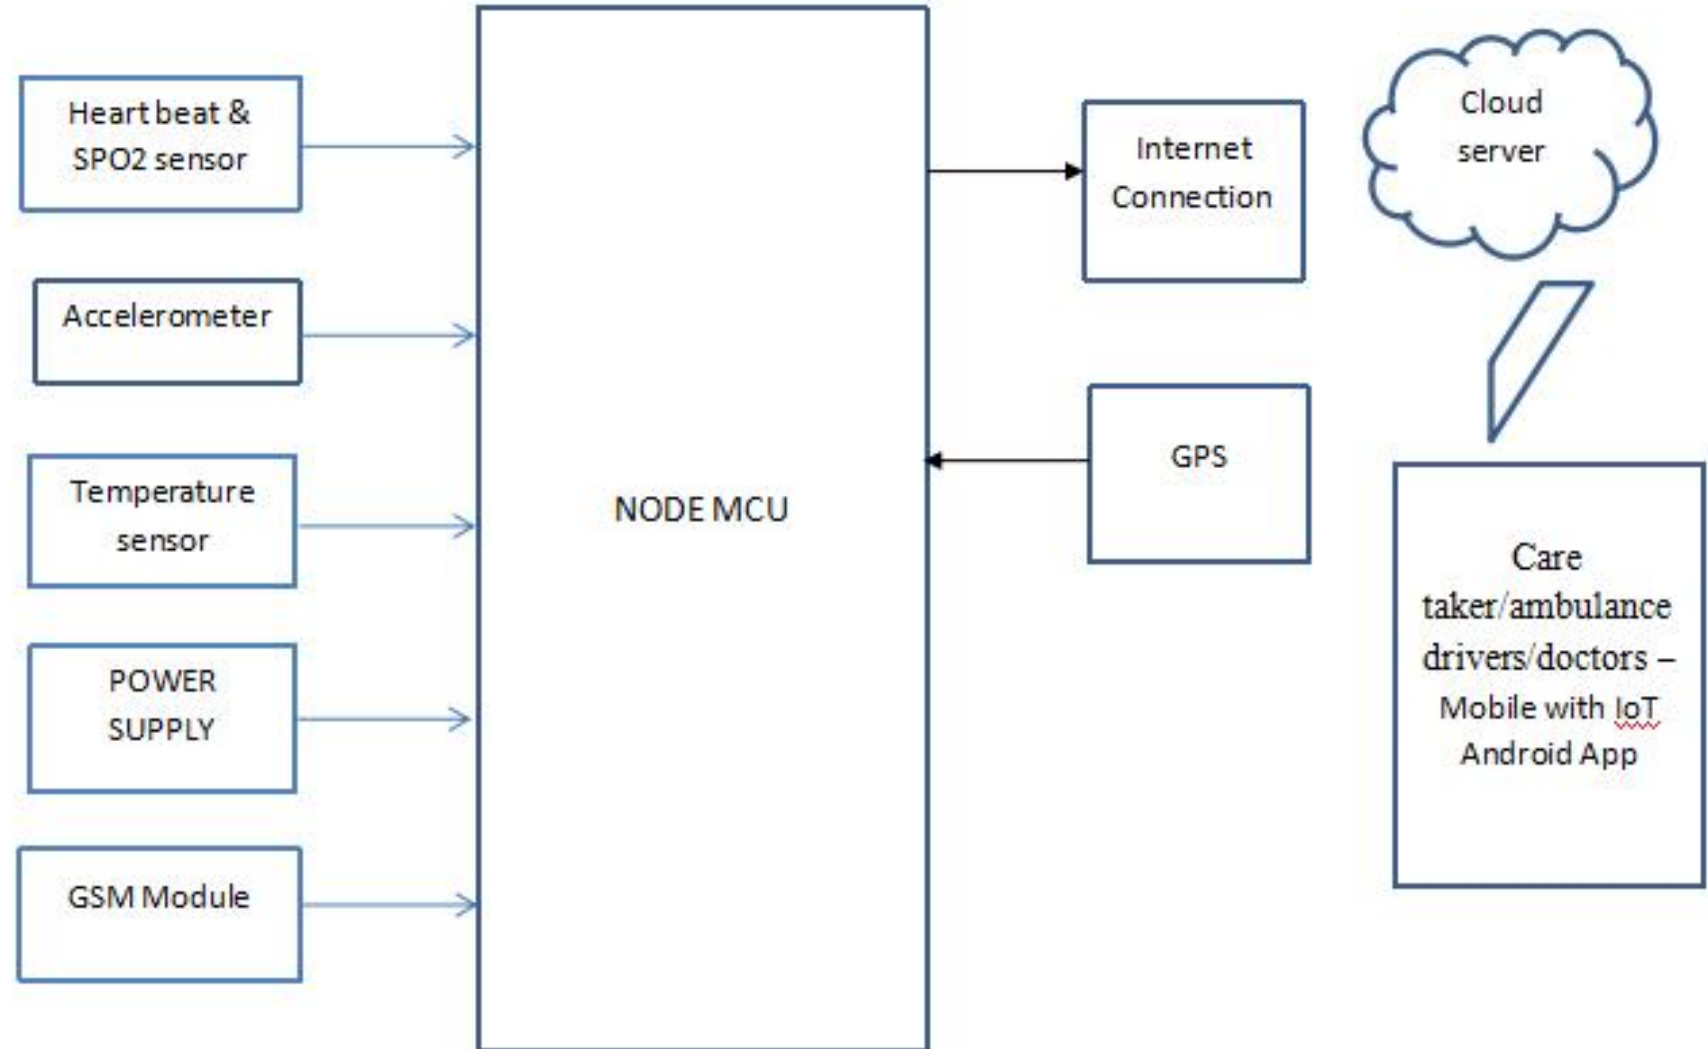 Heart beat &
SPO2 sensor
Accelerometer
Temperature
sensor
POWER
SUPPLY
GSM Module
NODE MCU
Internet
Connection
GPS
Cloud
server
Care
taker/ambulance
drivers/doctors –
Mobile with IoT
Android App